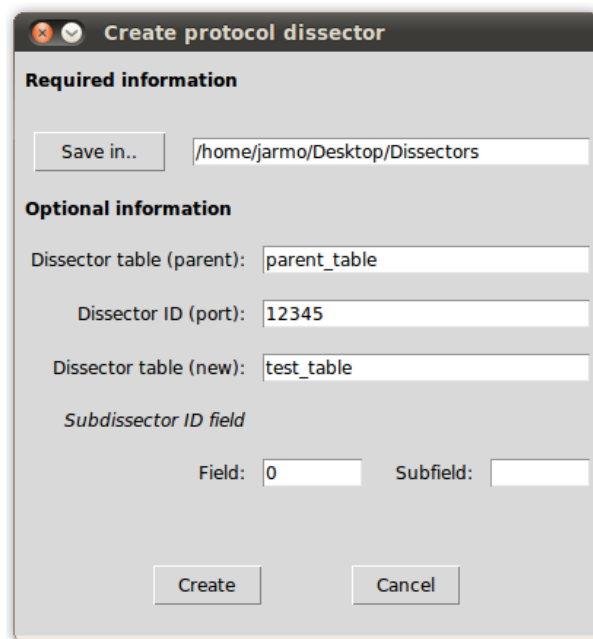 Create protocol dissector
Required information
Save in.. /home/jarmo/Desktop/Dissectors
Optional information
Dissector table (parent): parent_table
Dissector ID (port): 12345
Dissector table (new): test_table
Subdissector ID field
Field: 0 Subfield:
Create Cancel